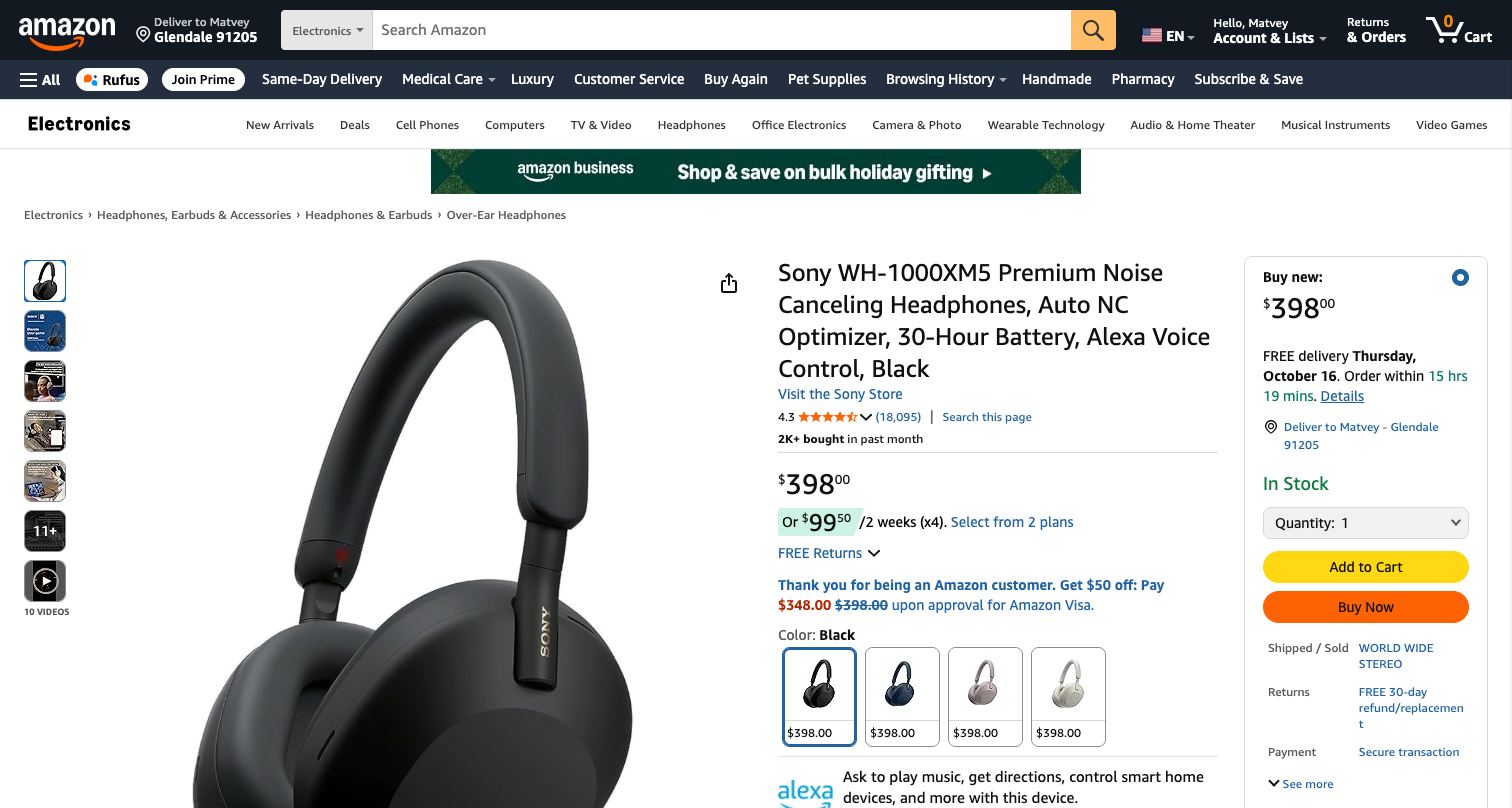 amazon
Deliver to Matvey
Glendale 91205
Electronics
Search Amazon
EN
Hello, Matvey
Account & Lists
Returns
& Orders
0
Cart
All
Rufus
Join Prime
Same-Day Delivery
Medical Care
Luxury
Customer Service
Buy Again
Pet Supplies
Browsing History
Handmade
Pharmacy
Subscribe & Save
Electronics
New Arrivals
Deals
Cell Phones
Computers
TV & Video
Headphones
Office Electronics
Camera & Photo
Wearable Technology
Audio & Home Theater
Musical Instruments
Video Games
amazon business
Shop & save on bulk holiday gifting
Electronics › Headphones, Earbuds & Accessories › Headphones & Earbuds › Over-Ear Headphones
11+
10 VIDEOS
SONY
Sony WH-1000XM5 Premium Noise
Canceling Headphones, Auto NC
Optimizer, 30-Hour Battery, Alexa Voice
Control, Black
Visit the Sony Store
4.3 (18,095) | Search this page
2K+ bought in past month
$39800
Or $9950 /2 weeks (x4). Select from 2 plans
FREE Returns
Thank you for being an Amazon customer. Get $50 off: Pay
$348.00 $398.00 upon approval for Amazon Visa.
Color: Black
$398.00
$398.00
$398.00
$398.00
alexa
Ask to play music, get directions, control smart home
devices, and more with this device.
Buy new:
$39800
FREE delivery Thursday,
October 16. Order within 15 hrs
19 mins. Details
Deliver to Matvey - Glendale
91205
In Stock
Quantity: 1
Add to Cart
Buy Now
Shipped / Sold
WORLD WIDE
STEREO
Returns
FREE 30-day
refund/replacemen
t
Payment
Secure transaction
See more